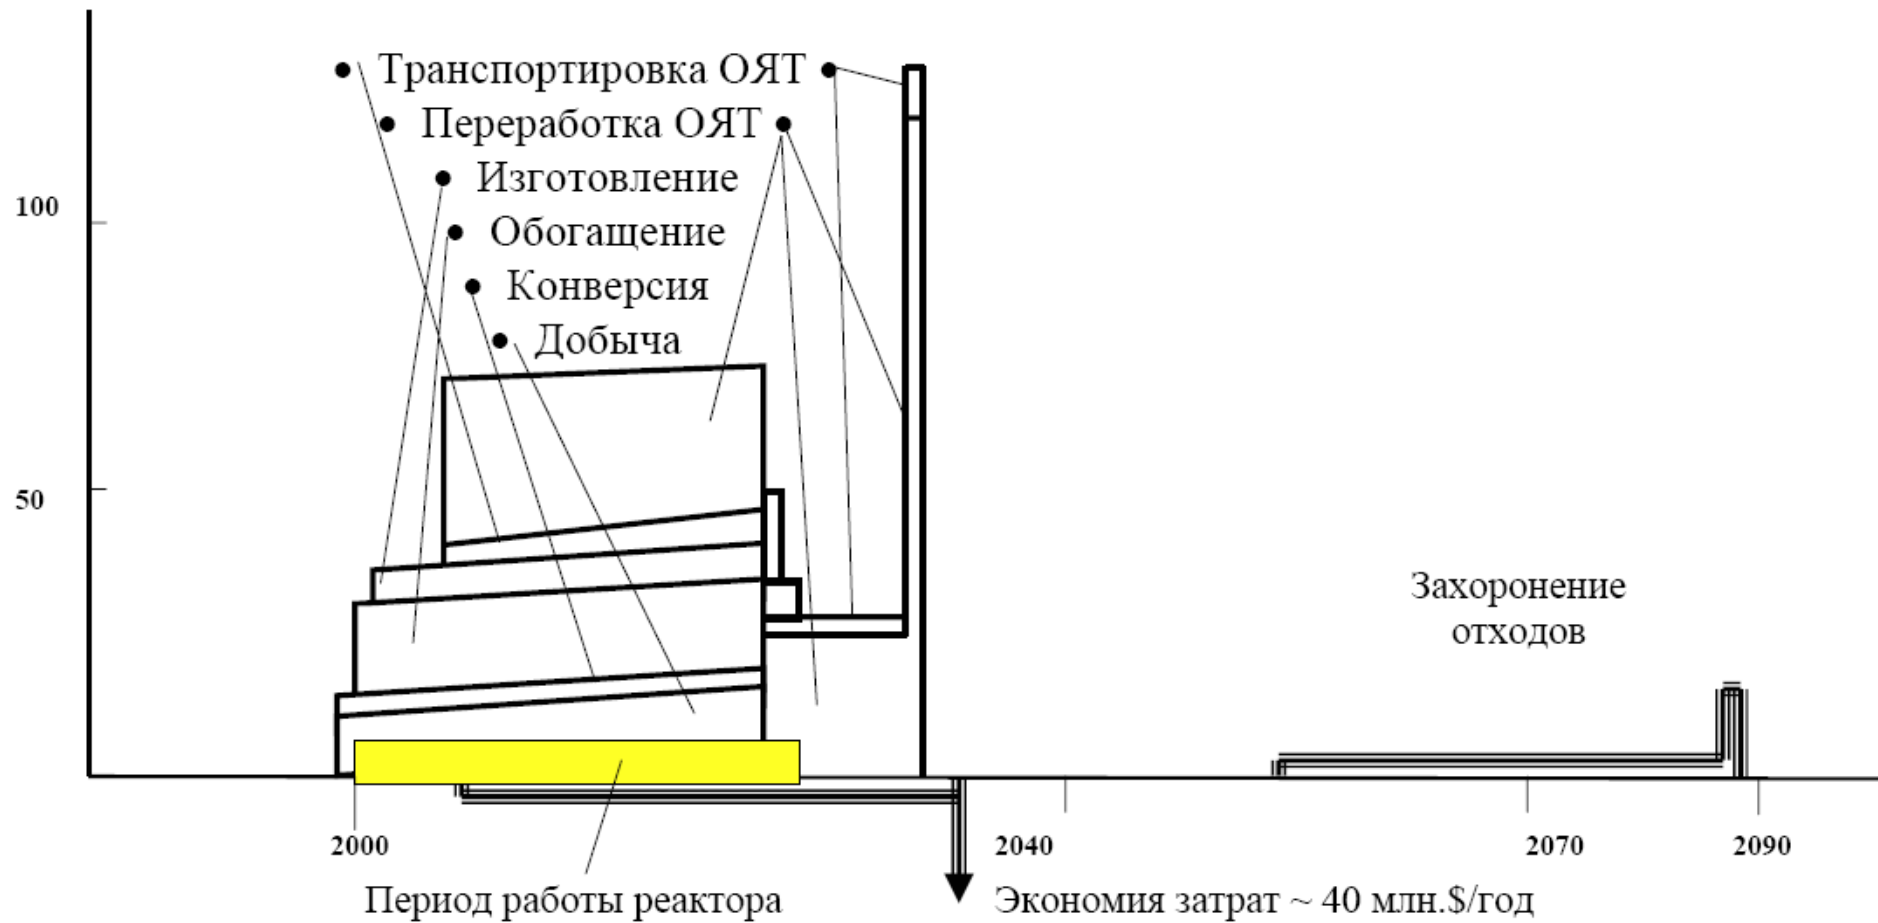 • Транспортировка ОЯТ •
• Переработка ОЯТ •
• Изготовление
• Обогащение
• Конверсия
• Добыча
100
50
Захоронение
отходов
2000
2040
2070
2090
Период работы реактора
Экономия затрат ~ 40 млн.$/год